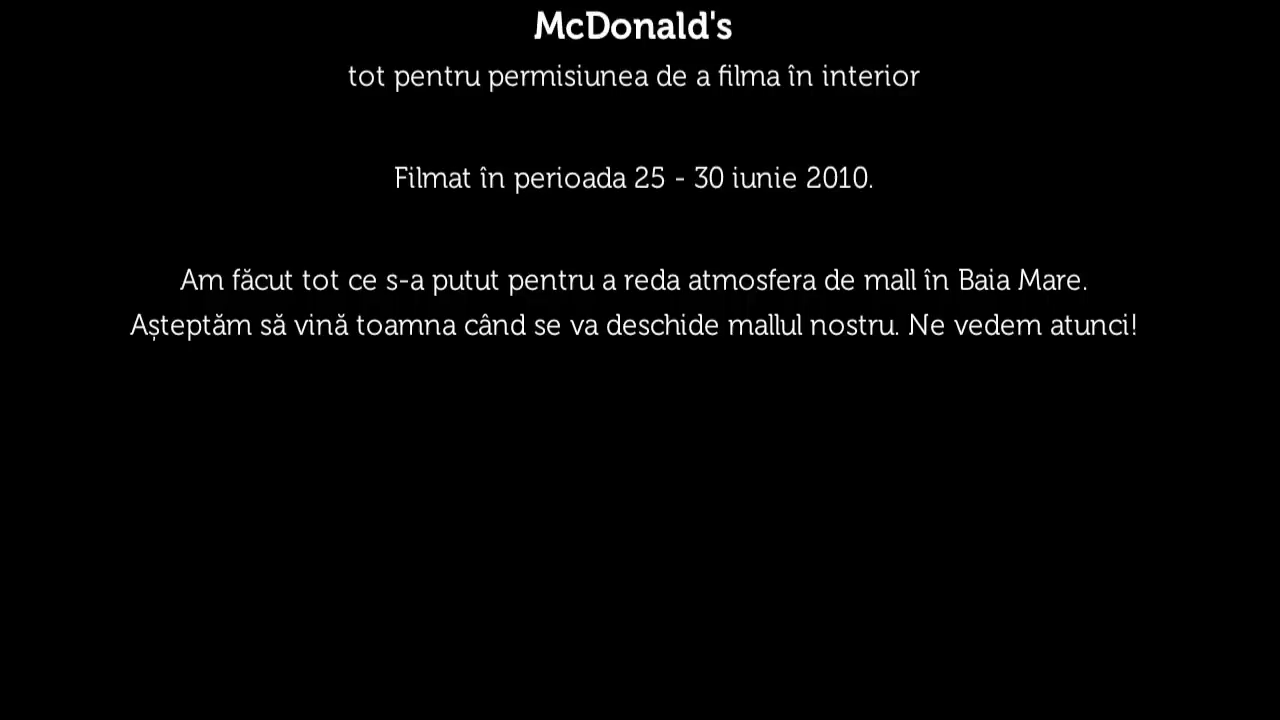 McDonald's
tot pentru permisiunea de a filma în interior
Filmat în perioada 25 - 30 iunie 2010.
Am făcut tot ce s-a putut pentru a reda atmosfera de mall în Baia Mare.
Așteptăm să vină toamna când se va deschide mallul nostru. Ne vedem atunci!